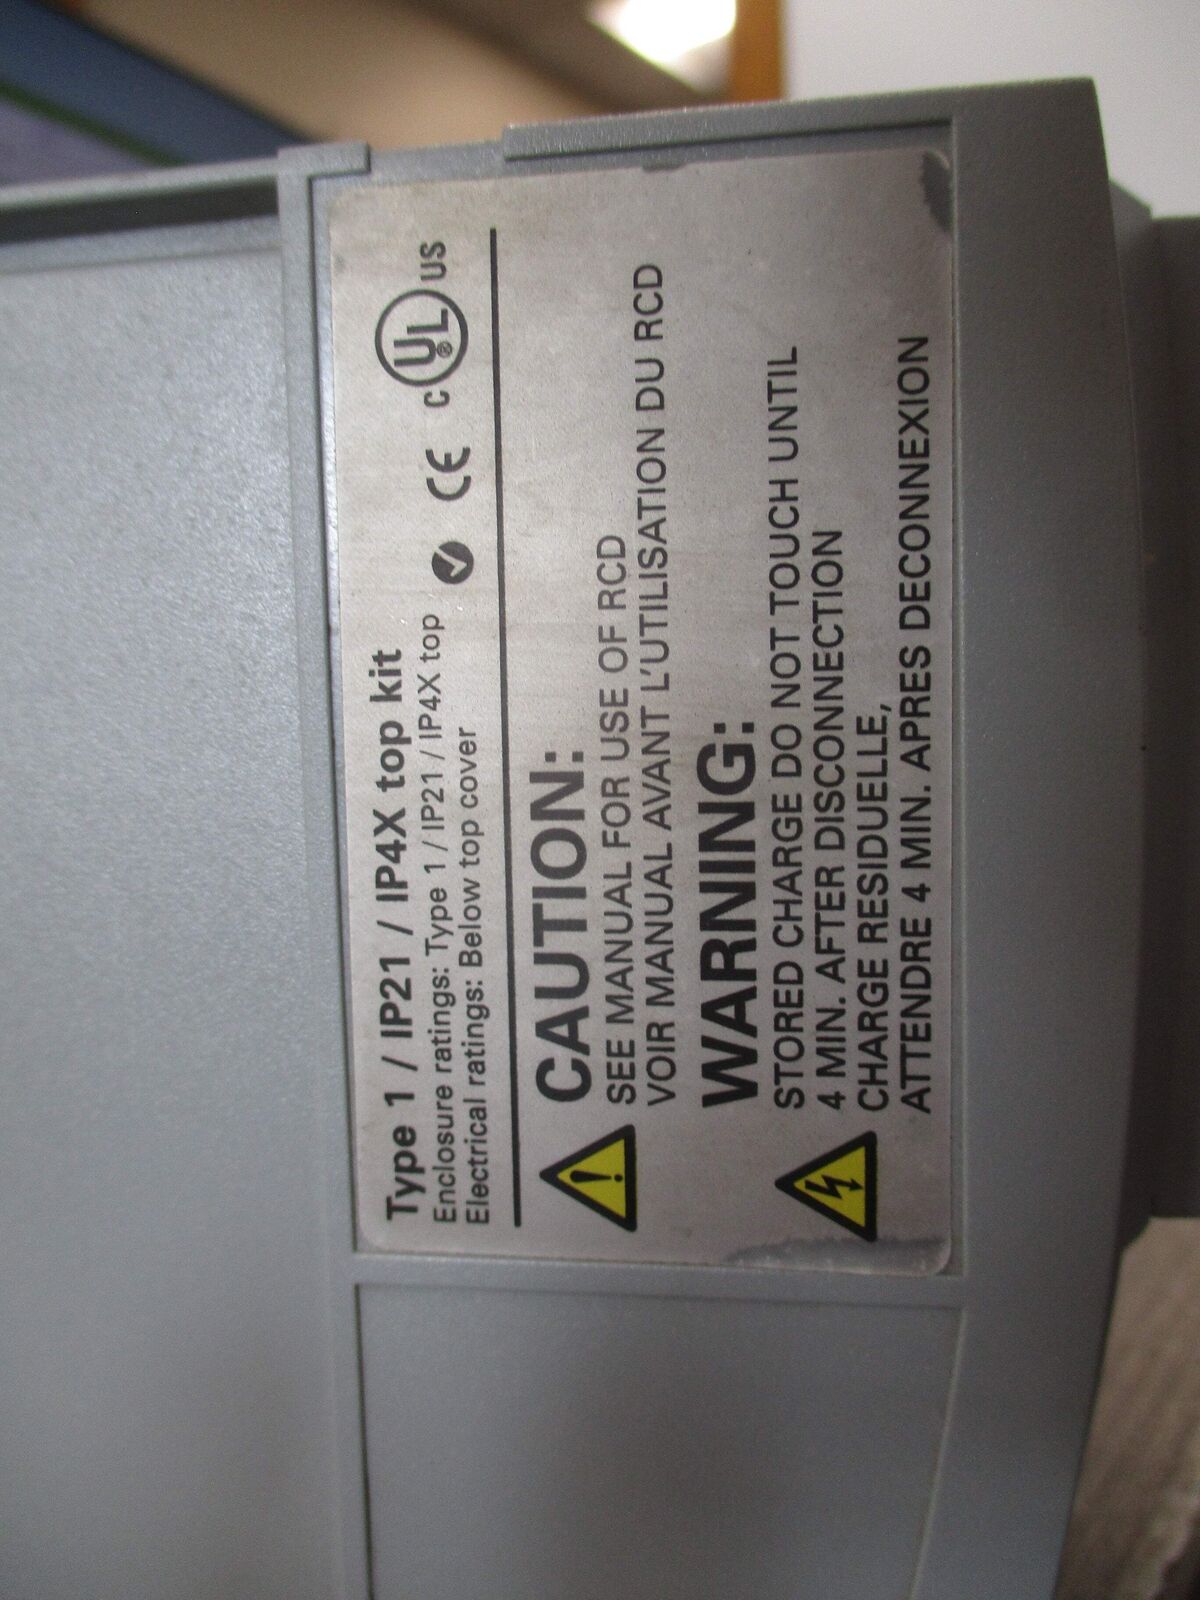 Type 1 / IP21 / IP4X top kit
Enclosure ratings: Type 1 / IP21 / IP4X top
Electrical ratings: Below top cover
CE c UL® US
CAUTION:
SEE MANUAL FOR USE OF RCD
VOIR MANUAL AVANT L'UTILISATION DU RCD
WARNING:
STORED CHARGE DO NOT TOUCH UNTIL
4 MIN. AFTER DISCONNECTION
CHARGE RESIDUELLE,
ATTENDRE 4 MIN. APRES DECONNEXION